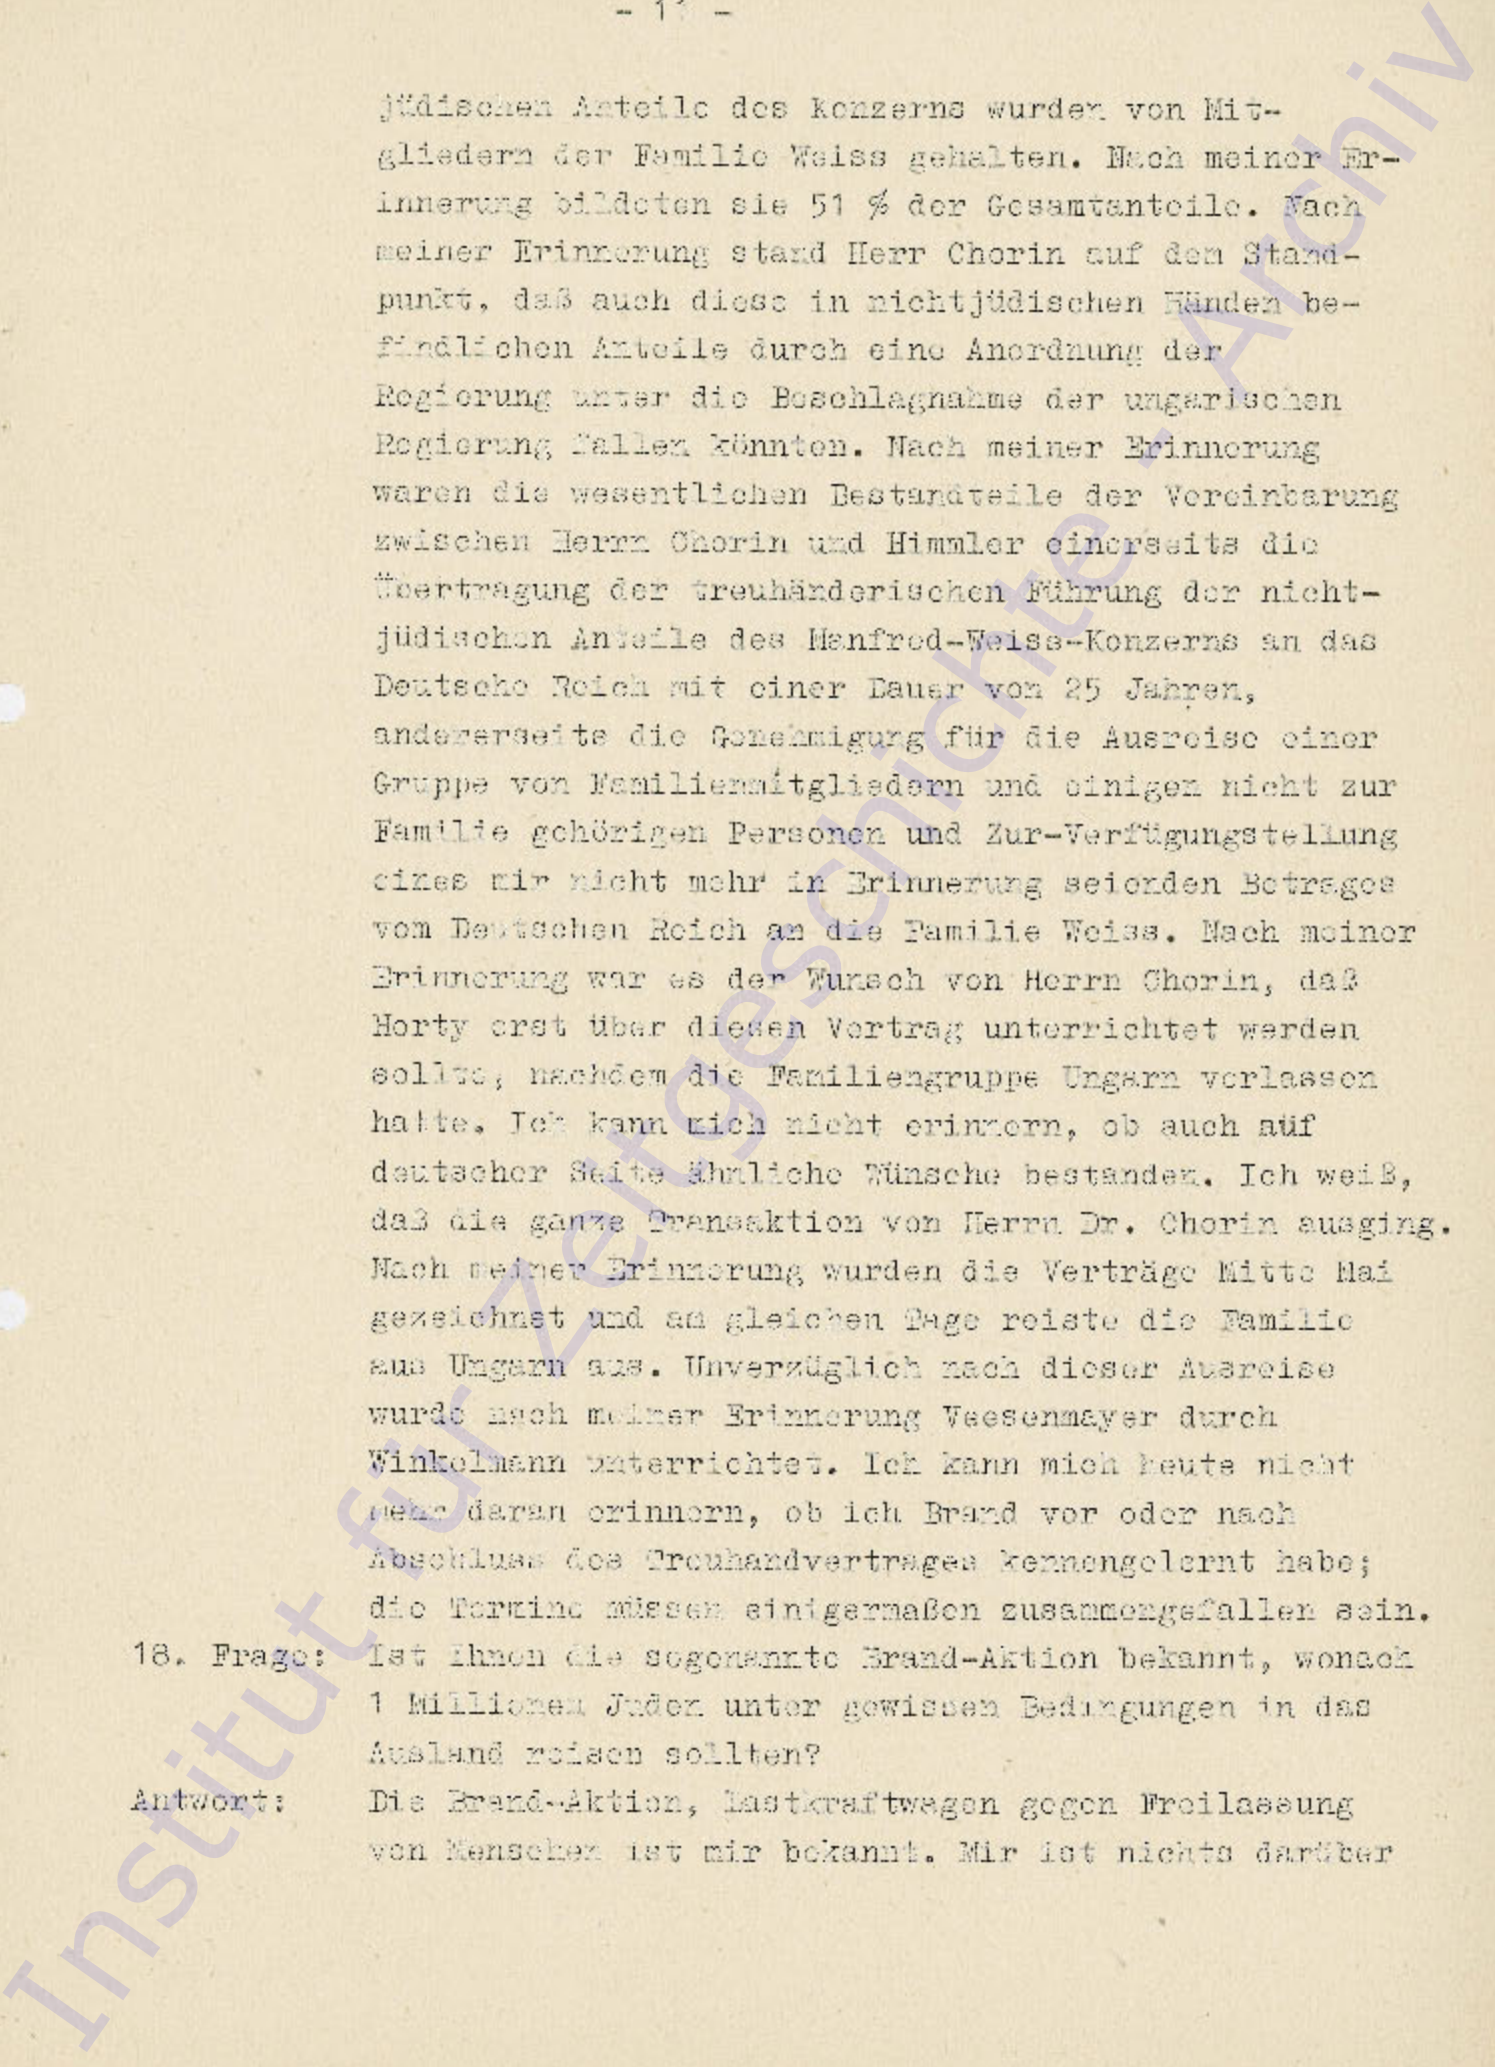 - 11 -
jüdischen Anteile des Konzerns wurden von Mit-
gliedern der Familie Weiss gehalten. Nach meiner Er-
innerung bildeten sie 51 % der Gesamtanteile. Nach
meiner Erinnerung stand Herr Chorin auf dem Stand-
punkt, daß auch diese in nichtjüdischen Händen be-
findlichen Anteile durch eine Anordnung der
Regierung unter die Beschlagnahme der ungarischen
Regierung fallen könnten. Nach meiner Erinnerung
waren die wesentlichen Bestandteile der Vereinbarung
zwischen Herrn Chorin und Himmler einerseits die
Übertragung der treuhänderischen Führung der nicht-
jüdischen Anteile des Manfred-Weiss-Konzerns an das
Deutsche Reich mit einer Dauer von 25 Jahren,
andererseits die Genehmigung für die Ausreise einer
Gruppe von Familienmitgliedern und einigen nicht zur
Familie gehörigen Personen und Zur-Verfügungstellung
eines mir nicht mehr in Erinnerung seienden Betrages
vom Deutschen Reich an die Familie Weiss. Nach meiner
Erinnerung war es der Wunsch von Herrn Chorin, daß
Horty erst über diesen Vertrag unterrichtet werden
sollte, nachdem die Familiengruppe Ungarn verlassen
hatte. Ich kann mich nicht erinnern, ob auch auf
deutscher Seite ähnliche Wünsche bestanden. Ich weiß,
daß die ganze Transaktion von Herrn Dr. Chorin ausging.
Nach meiner Erinnerung wurden die Verträge Mitte Mai
gezeichnet und am gleichen Tage reiste die Familie
aus Ungarn aus. Unverzüglich nach dieser Ausreise
wurde nach meiner Erinnerung Veesenmayer durch
Winkelmann unterrichtet. Ich kann mich heute nicht
mehr daran erinnern, ob ich Brand vor oder nach
Abschluss des Treuhandvertrages kennengelernt habe;
die Termine müssen einigermaßen zusammengefallen sein.
18. Frage: Ist Ihnen die sogenannte Brand-Aktion bekannt, wonach
1 Millionen Juden unter gewissen Bedingungen in das
Ausland reisen sollten?
Antwort: Die Brand-Aktion, Lastkraftwagen gegen Freilassung
von Menschen ist mir bekannt. Mir ist nichts darüber
Institut für Zeitgeschichte - Archiv